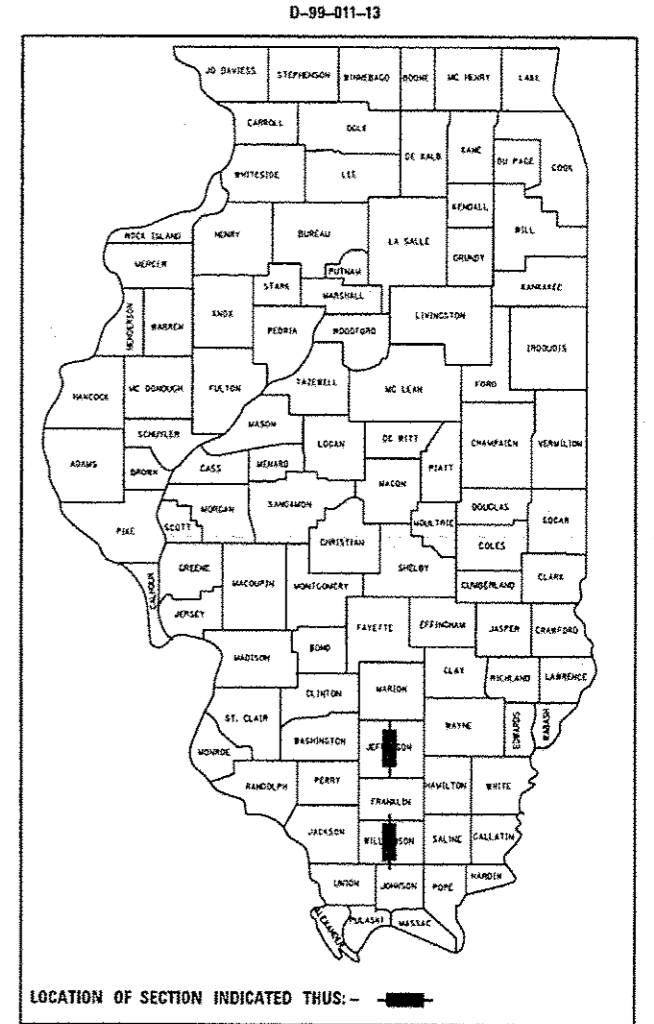 D-99-011-13
JO DAVIESS STEPHENSON WINNEBAGO BOONE MC HENRY LAKE
CARROLL OGLE DE KALB KANE DU PAGE COOK
WHITESIDE LEE KENDALL
ROCK ISLAND HENRY BUREAU LA SALLE WILL
MERCER PUTNAM GRUNDY KANKAKEE
STARK MARSHALL
HENDERSON WARREN KNOX PEORIA WOODFORD LIVINGSTON IROQUOIS
HANCOCK MC DONOUGH FULTON TAZEWELL MC LEAN FORD
MASON
SCHUYLER LOGAN DE WITT CHAMPAIGN VERMILION
ADAMS BROWN CASS MENARD PIATT
MACON
PIKE SCOTT MORGAN SANGAMON MOULTRIE DOUGLAS EDGAR
CHRISTIAN COLES
CALHOUN GREENE MACOUPIN MONTGOMERY SHELBY CUMBERLAND CLARK
JERSEY
FAYETTE EFFINGHAM JASPER CRAWFORD
MADISON BOND
CLINTON MARION CLAY RICHLAND LAWRENCE
ST. CLAIR WAYNE EDWARDS WABASH
MONROE WASHINGTON JEFF SON
RANDOLPH PERRY HAMILTON WHITE
FRANKLIN
JACKSON WILL SON SALINE GALLATIN
UNION JOHNSON POPE HARDIN
ALEXANDER PULASKI MASSAC
LOCATION OF SECTION INDICATED THUS:-